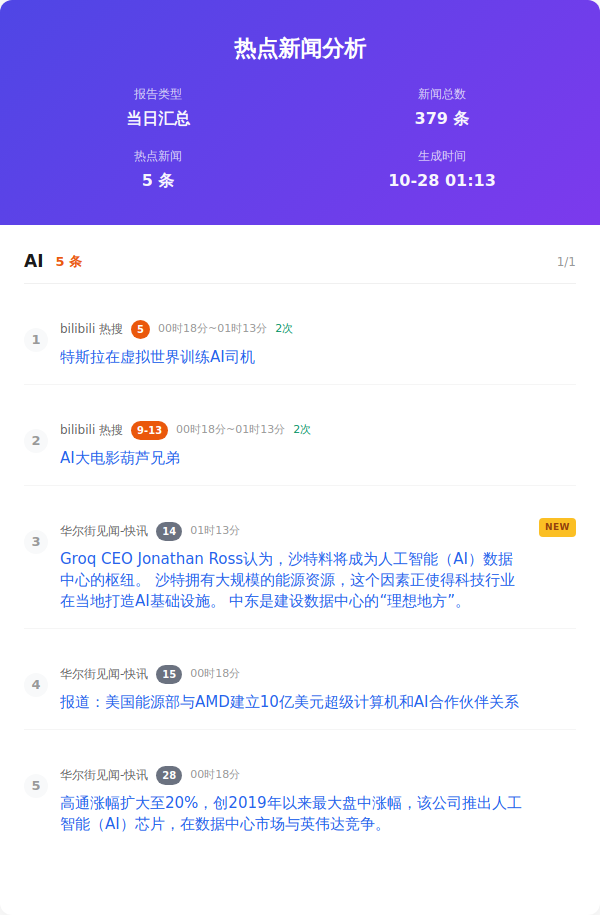 热点新闻分析
报告类型
新闻总数
当日汇总
379 条
热点新闻
生成时间
5 条
10-28 01:13
AI 5 条 1/1
1
bilibili 热搜 5 00时18分~01时13分 2次
特斯拉在虚拟世界训练AI司机
2
bilibili 热搜 9-13 00时18分~01时13分 2次
AI大电影葫芦兄弟
3
华尔街见闻-快讯 14 01时13分 NEW
Groq CEO Jonathan Ross认为，沙特料将成为人工智能（AI）数据
中心的枢纽。 沙特拥有大规模的能源资源，这个因素正使得科技行业
在当地打造AI基础设施。 中东是建设数据中心的“理想地方”。
4
华尔街见闻-快讯 15 00时18分
报道：美国能源部与AMD建立10亿美元超级计算机和AI合作伙伴关系
5
华尔街见闻-快讯 28 00时18分
高通涨幅扩大至20%，创2019年以来最大盘中涨幅，该公司推出人工
智能（AI）芯片，在数据中心市场与英伟达竞争。